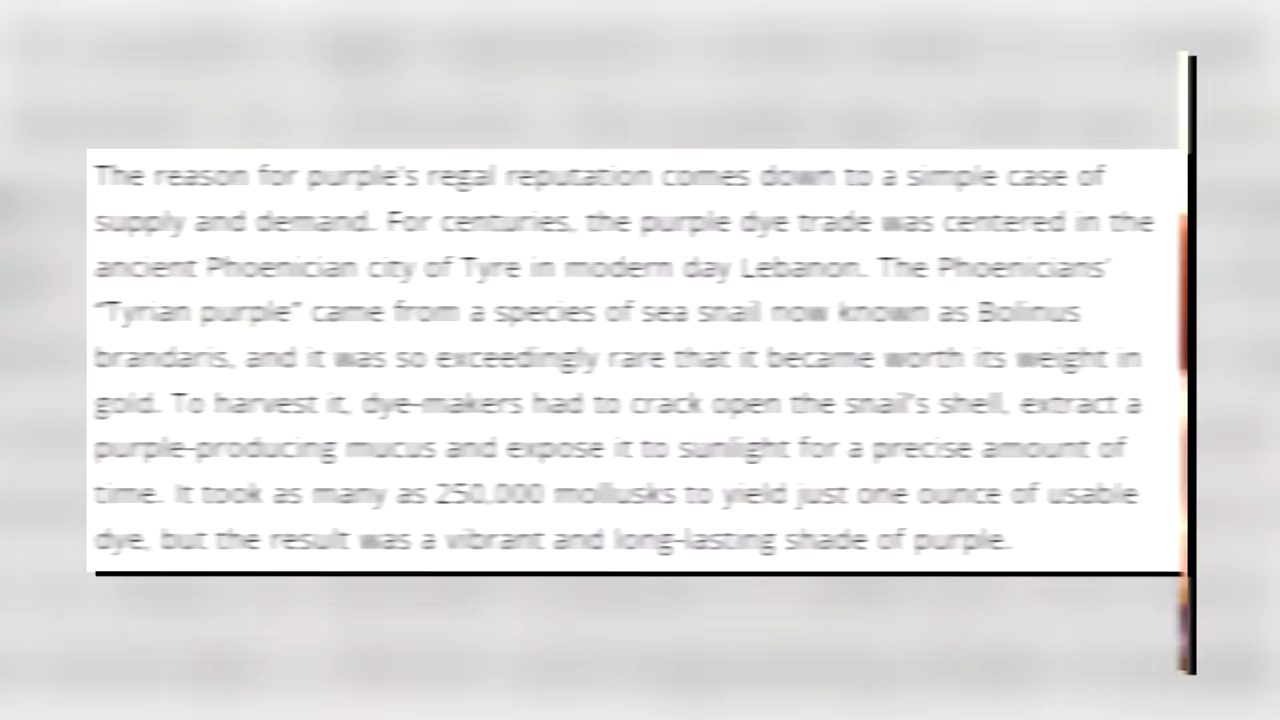 The reason for purple's regal reputation comes down to a simple case of
supply and demand. For centuries, the purple dye trade was centered in the
ancient Phoenician city of Tyre in modern day Lebanon. The Phoenicians'
“Tyrian purple” came from a species of sea snail now known as Bolinus
brandaris, and it was so exceedingly rare that it became worth its weight in
gold. To harvest it, dye-makers had to crack open the snail's shell, extract a
purple-producing mucus and expose it to sunlight for a precise amount of
time. It took as many as 250,000 mollusks to yield just one ounce of usable
dye, but the result was a vibrant and long-lasting shade of purple.